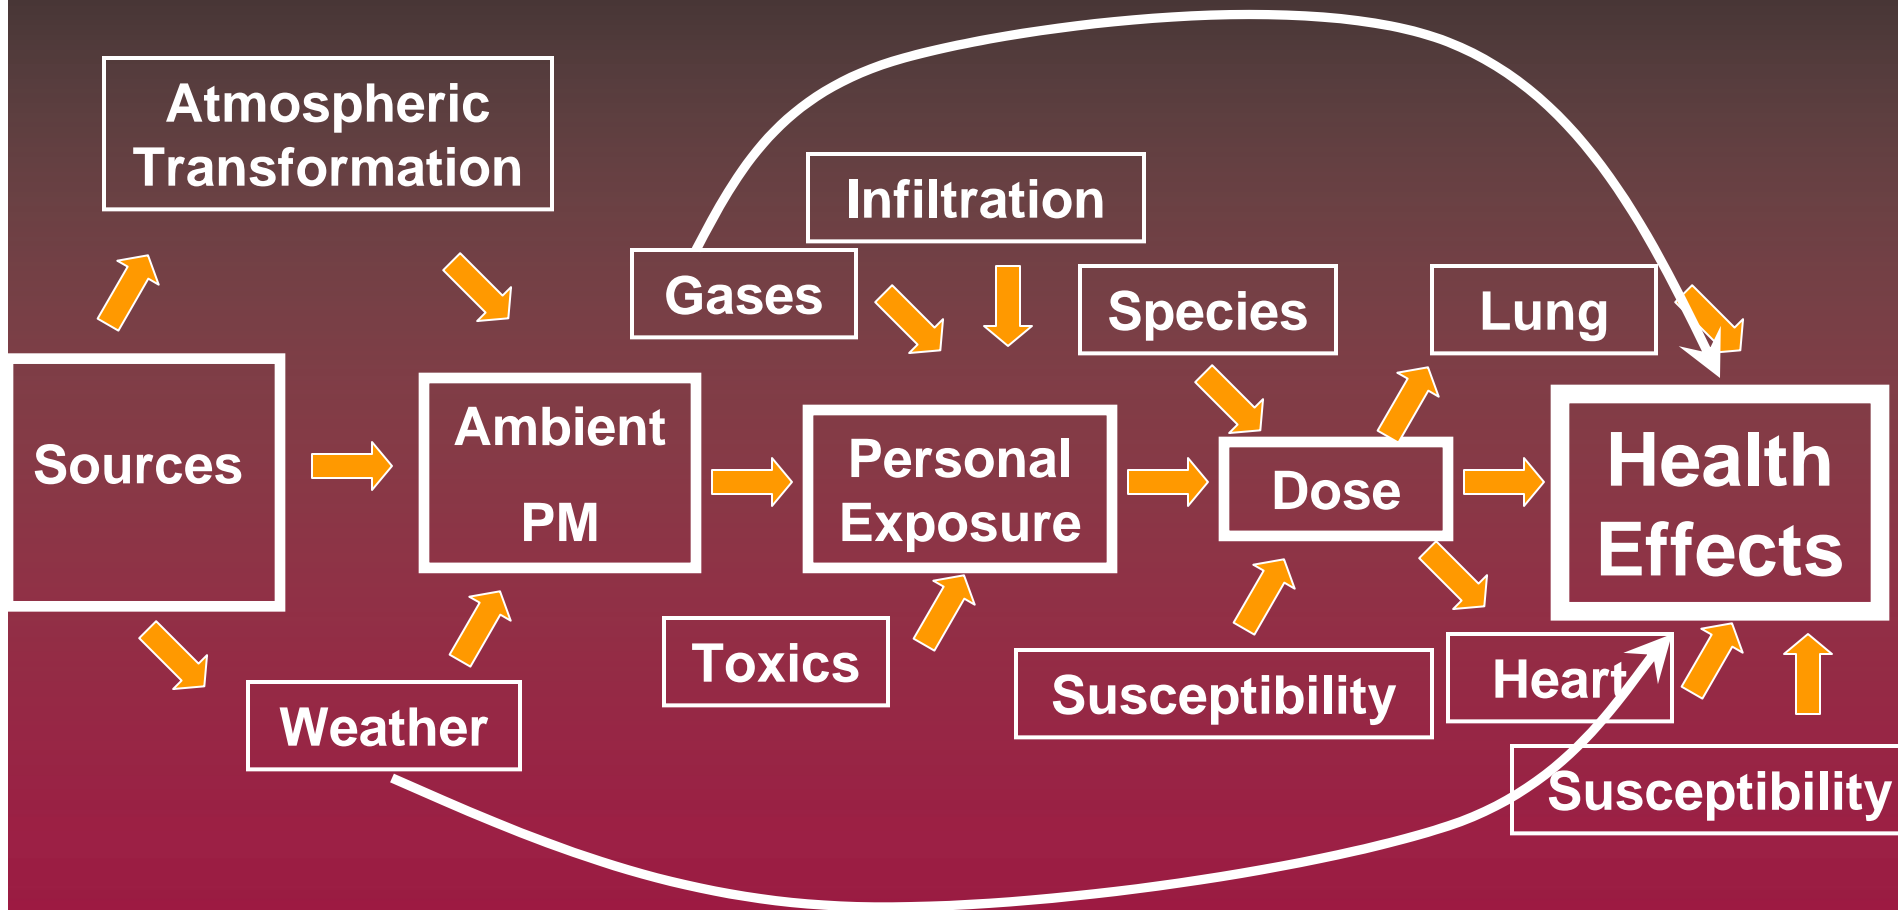 Atmospheric
Transformation
Infiltration
Gases
Species
Lung
Sources
Ambient
PM
Personal
Exposure
Dose
Health
Effects
Toxics
Susceptibility
Heart
Weather
Susceptibility